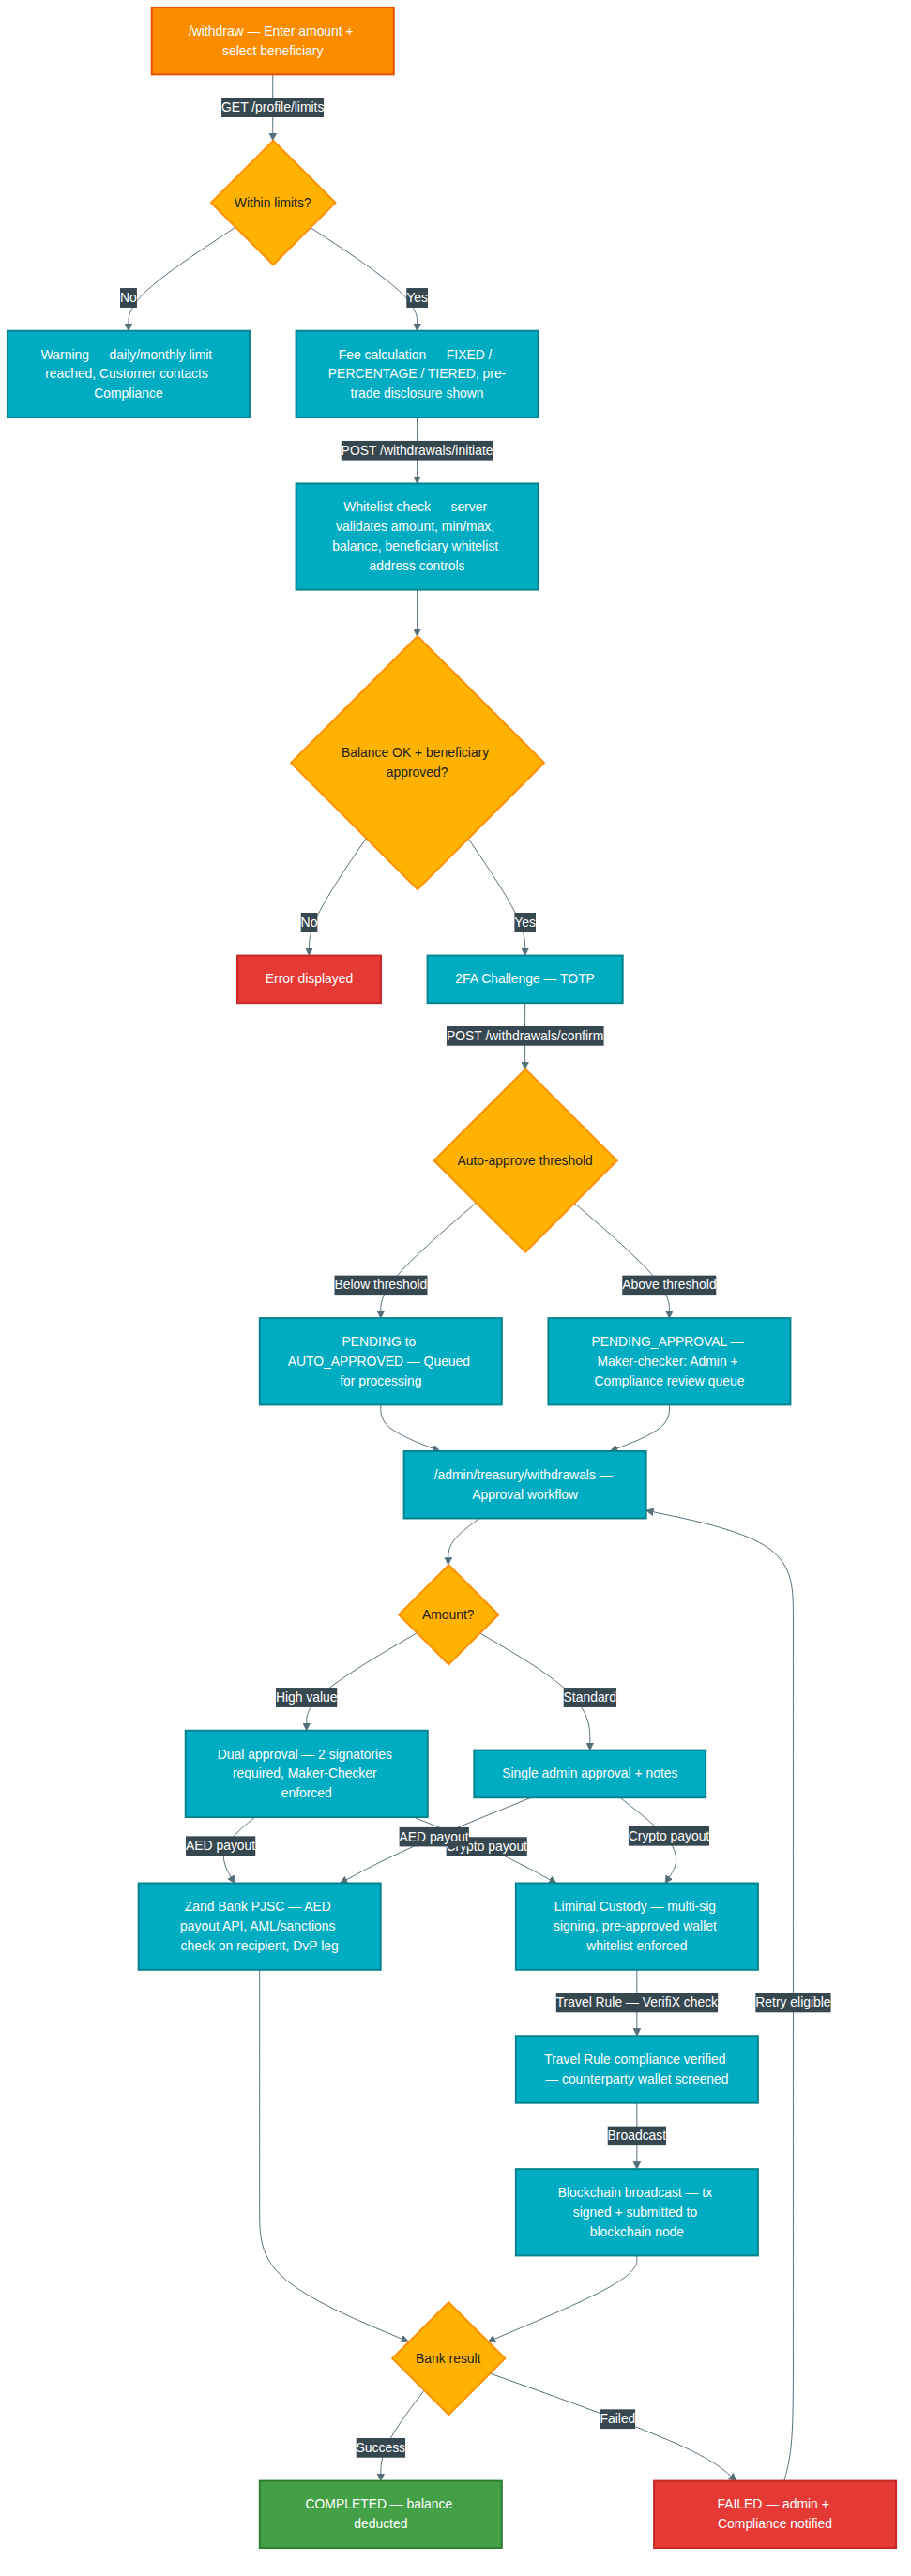 /withdraw — Enter amount +
select beneficiary
GET /profile/limits
Within limits?
No
Yes
Warning — daily/monthly limit
reached, Customer contacts
Compliance
Fee calculation — FIXED /
PERCENTAGE / TIERED, pre-
trade disclosure shown
POST /withdrawals/initiate
Whitelist check — server
validates amount, min/max,
balance, beneficiary whitelist
address controls
Balance OK + beneficiary
approved?
No
Yes
Error displayed
2FA Challenge — TOTP
POST /withdrawals/confirm
Auto-approve threshold
Below threshold
Above threshold
PENDING to
AUTO_APPROVED — Queued
for processing
PENDING_APPROVAL —
Maker-checker: Admin +
Compliance review queue
/admin/treasury/withdrawals —
Approval workflow
Amount?
High value
Standard
Dual approval — 2 signatories
required, Maker-Checker
enforced
Single admin approval + notes
AED payout
AED payout
Crypto payout
Crypto payout
Zand Bank PJSC — AED
payout API, AML/sanctions
check on recipient, DvP leg
Liminal Custody — multi-sig
signing, pre-approved wallet
whitelist enforced
Travel Rule — VerifiX check
Retry eligible
Travel Rule compliance verified
— counterparty wallet screened
Broadcast
Blockchain broadcast — tx
signed + submitted to
blockchain node
Bank result
Failed
Success
COMPLETED — balance
deducted
FAILED — admin +
Compliance notified